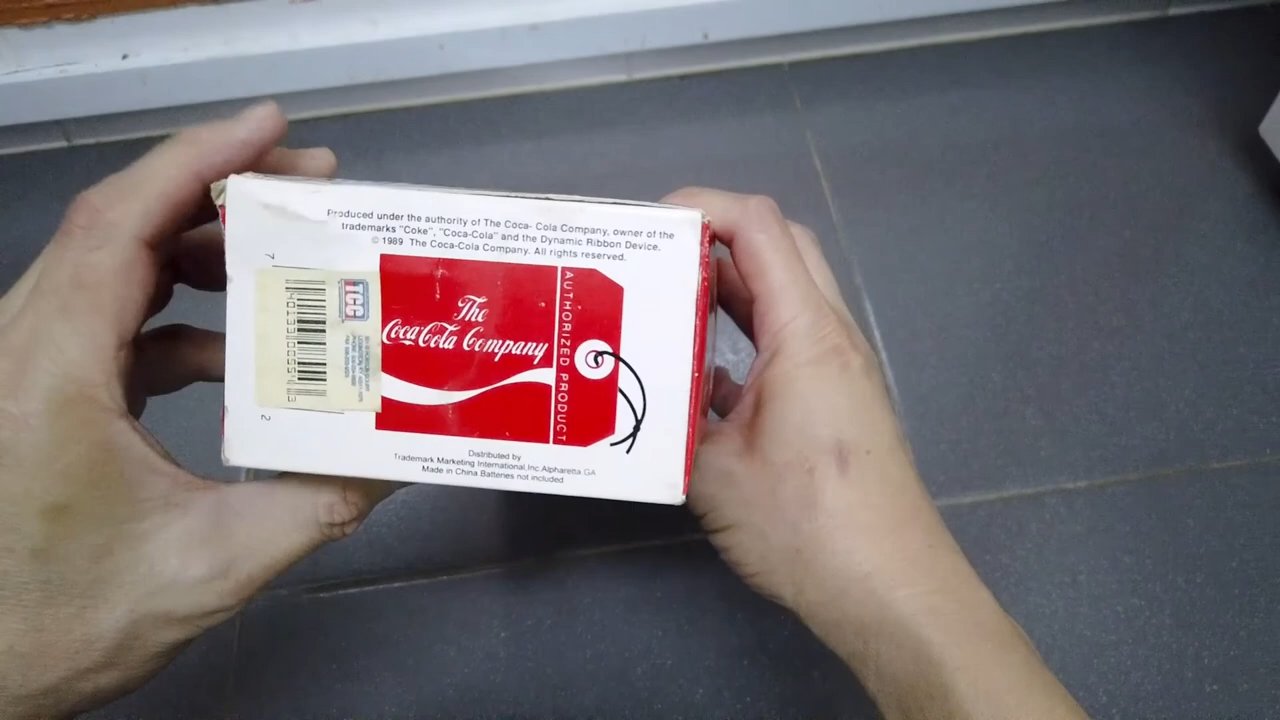 Produced under the authority of The Coca- Cola Company, owner of the
trademarks "Coke", "Coca-Cola" and the Dynamic Ribbon Device.
© 1989 The Coca-Cola Company. All rights reserved.
7
TCC
2
The
Coca-Cola Company
AUTHORIZED PRODUCT
Distributed by
Trademark Marketing International,Inc.Alpharetta,GA
Made in China Batteries not included